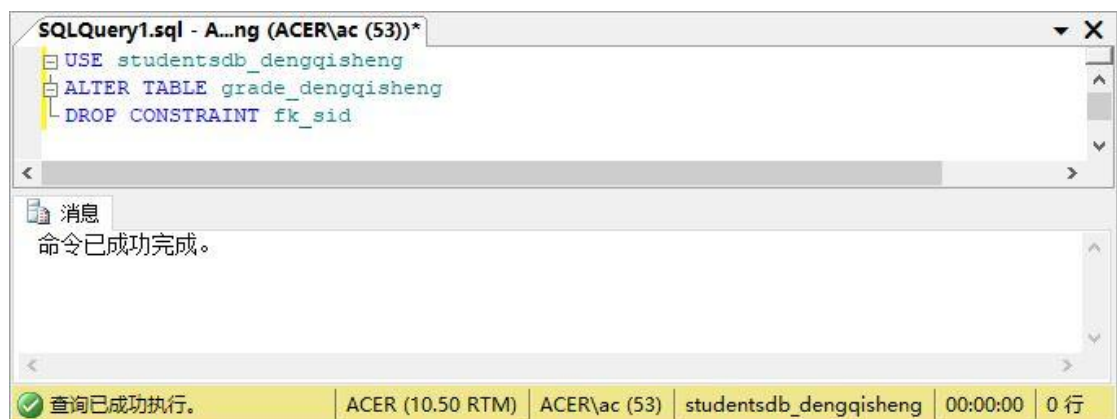 SQLQuery1.sql - A...ng (ACER\ac (53))*
USE studentsdb_dengqisheng
ALTER TABLE grade_dengqisheng
DROP CONSTRAINT fk_sid
消息
命令已成功完成。
查询已成功执行。 ACER (10.50 RTM) ACER\ac (53) studentsdb_dengqisheng 00:00:00 0 行